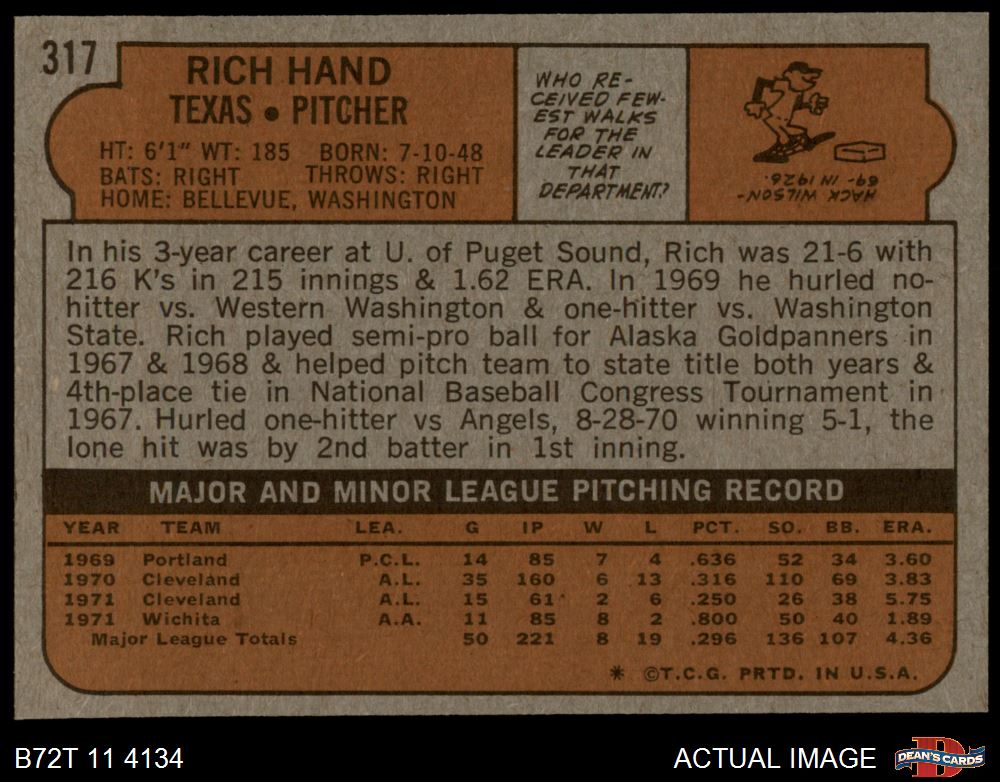 317
RICH HAND
TEXAS • PITCHER
HT: 6'1" WT: 185 BORN: 7-10-48
BATS: RIGHT THROWS: RIGHT
HOME: BELLEVUE, WASHINGTON
WHO RE-
CEIVED FEW-
EST WALKS
FOR THE
LEADER IN
THAT
DEPARTMENT?
HACK WILSON-
69- IN 1926.
In his 3-year career at U. of Puget Sound, Rich was 21-6 with
216 K's in 215 innings & 1.62 ERA. In 1969 he hurled no-
hitter vs. Western Washington & one-hitter vs. Washington
State. Rich played semi-pro ball for Alaska Goldpanners in
1967 & 1968 & helped pitch team to state title both years &
4th-place tie in National Baseball Congress Tournament in
1967. Hurled one-hitter vs Angels, 8-28-70 winning 5-1, the
lone hit was by 2nd batter in 1st inning.
MAJOR AND MINOR LEAGUE PITCHING RECORD
YEAR TEAM LEA. G IP W L PCT. SO. BB. ERA.
1969 Portland P.C.L. 14 85 7 4 .636 52 34 3.60
1970 Cleveland A.L. 35 160 6 13 .316 110 69 3.83
1971 Cleveland A.L. 15 61 2 6 .250 26 38 5.75
1971 Wichita A.A. 11 85 8 2 .800 50 40 1.89
Major League Totals 50 221 8 19 .296 136 107 4.36
* ©T.C.G. PRTD. IN U.S.A.
B72T 11 4134
ACTUAL IMAGE
D
DEAN'S CARDS